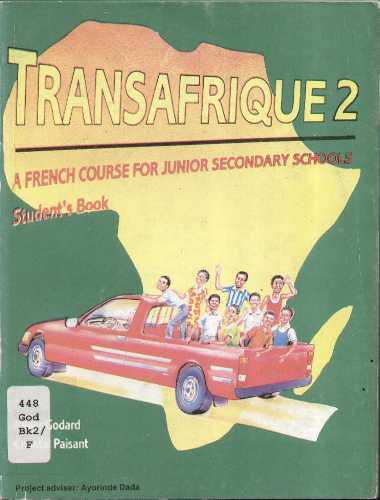 TRANSAFRIQUE 2
A FRENCH COURSE FOR JUNIOR SECONDARY SCHOOLS
Student's Book
448
God
Bk2/
F
Godard
Paisant
Project adviser: Ayorinde Dada